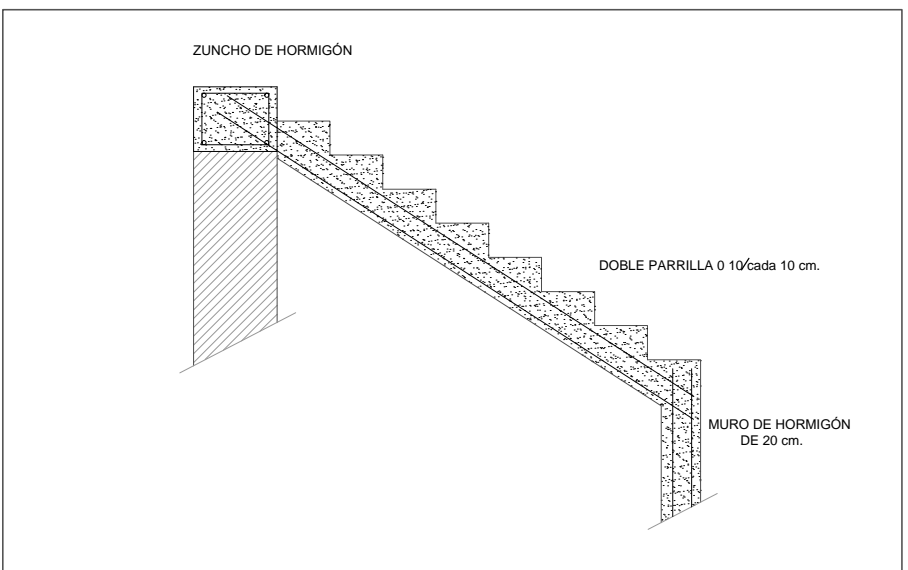 ZUNCHO DE HORMIGÓN
DOBLE PARRILLA 0 10/cada 10 cm.
MURO DE HORMIGÓN
DE 20 cm.